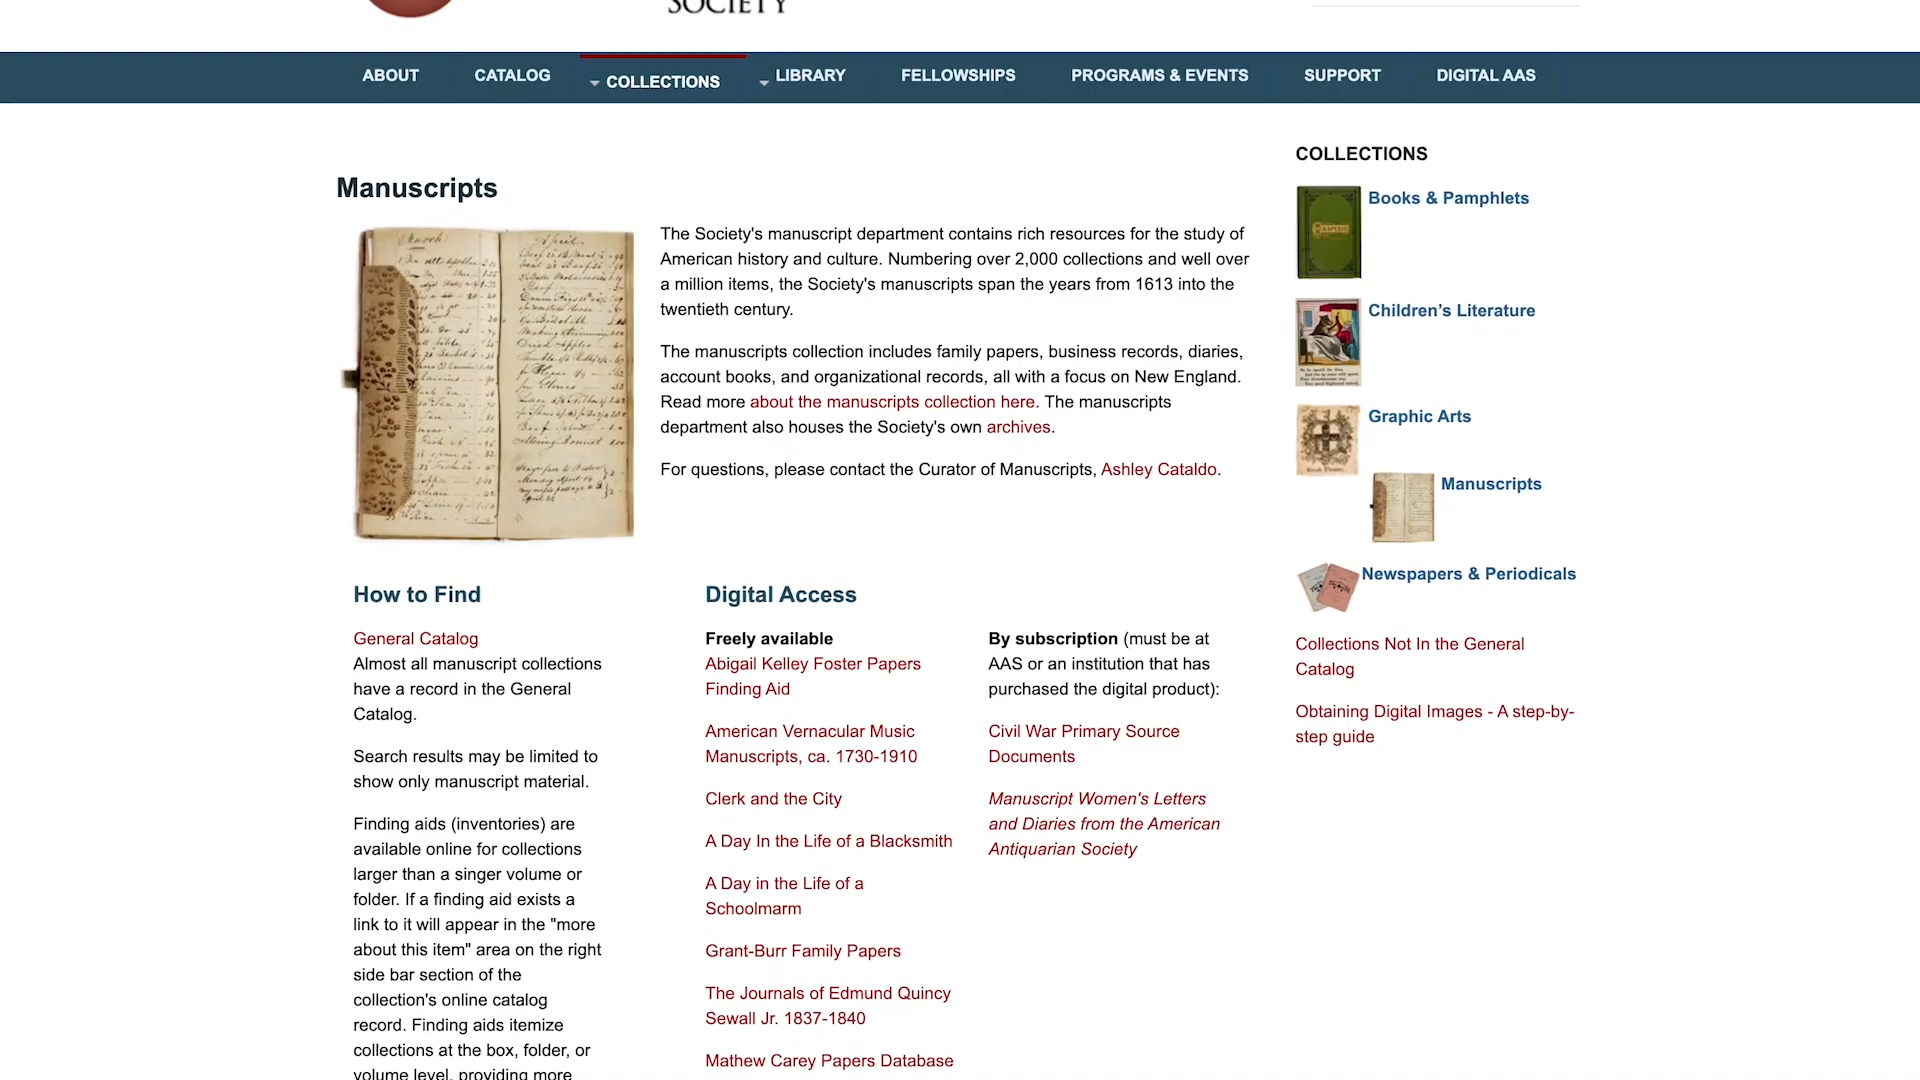 SOCIETY
ABOUT
CATALOG
COLLECTIONS
LIBRARY
FELLOWSHIPS
PROGRAMS & EVENTS
SUPPORT
DIGITAL AAS
Manuscripts
The Society's manuscript department contains rich resources for the study of
American history and culture. Numbering over 2,000 collections and well over
a million items, the Society's manuscripts span the years from 1613 into the
twentieth century.
The manuscripts collection includes family papers, business records, diaries,
account books, and organizational records, all with a focus on New England.
Read more about the manuscripts collection here. The manuscripts
department also houses the Society's own archives.
For questions, please contact the Curator of Manuscripts, Ashley Cataldo.
March
April
How to Find
General Catalog
Almost all manuscript collections
have a record in the General
Catalog.
Search results may be limited to
show only manuscript material.
Finding aids (inventories) are
available online for collections
larger than a singer volume or
folder. If a finding aid exists a
link to it will appear in the "more
about this item" area on the right
side bar section of the
collection's online catalog
record. Finding aids itemize
collections at the box, folder, or
volume level, providing more
Digital Access
Freely available
Abigail Kelley Foster Papers
Finding Aid
American Vernacular Music
Manuscripts, ca. 1730-1910
Clerk and the City
A Day In the Life of a Blacksmith
A Day in the Life of a
Schoolmarm
Grant-Burr Family Papers
The Journals of Edmund Quincy
Sewall Jr. 1837-1840
Mathew Carey Papers Database
By subscription (must be at
AAS or an institution that has
purchased the digital product):
Civil War Primary Source
Documents
Manuscript Women's Letters
and Diaries from the American
Antiquarian Society
COLLECTIONS
Books & Pamphlets
Children’s Literature
Graphic Arts
Manuscripts
Newspapers & Periodicals
Collections Not In the General
Catalog
Obtaining Digital Images - A step-by-
step guide